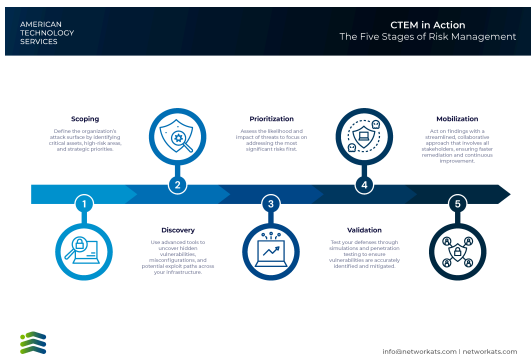 AMERICAN
TECHNOLOGY
SERVICES
CTEM in Action
The Five Stages of Risk Management
Scoping
Define the organization's
attack surface by identifying
critical assets, high-risk areas,
and strategic priorities.
Prioritization
Assess the likelihood and
impact of threats to focus on
addressing the most
significant risks first.
Mobilization
Act on findings with a
streamlined, collaborative
approach that involves all
stakeholders, ensuring faster
remediation and continuous
improvement.
1
2
3
4
5
Discovery
Use advanced tools to
uncover hidden
vulnerabilities,
misconfigurations, and
potential exploit paths across
your infrastructure.
Validation
Test your defenses through
simulations and penetration
testing to ensure
vulnerabilities are accurately
identified and mitigated.
info@networkats.com | networkats.com